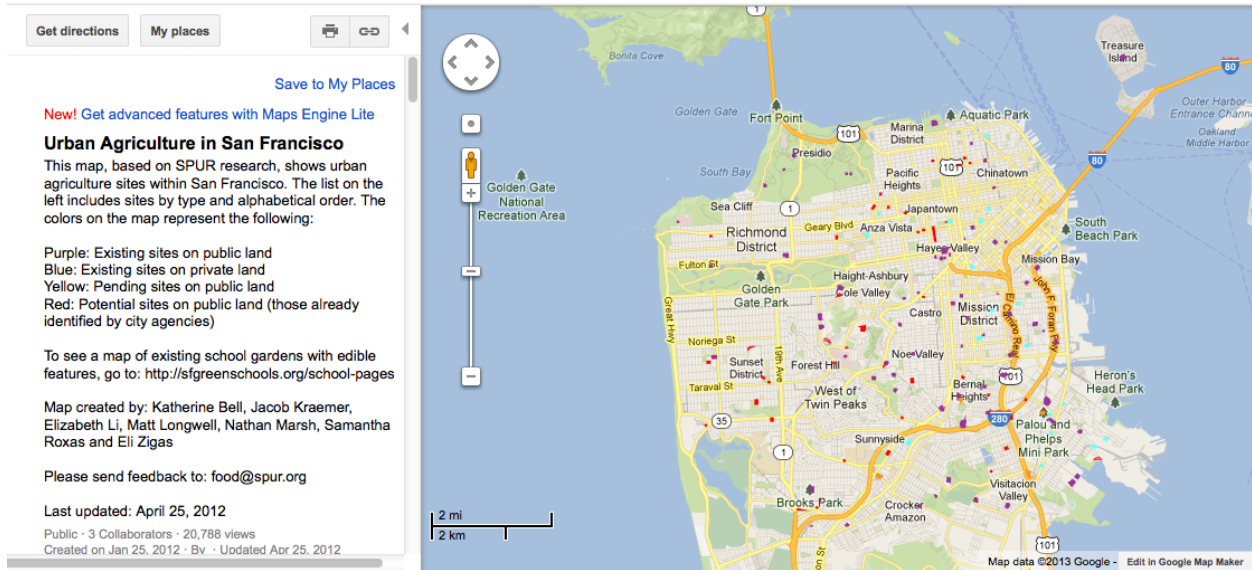 Get directions
My places
Save to My Places
New! Get advanced features with Maps Engine Lite
Urban Agriculture in San Francisco
This map, based on SPUR research, shows urban
agriculture sites within San Francisco. The list on the
left includes sites by type and alphabetical order. The
colors on the map represent the following:
Purple: Existing sites on public land
Blue: Existing sites on private land
Yellow: Pending sites on public land
Red: Potential sites on public land (those already
identified by city agencies)
To see a map of existing school gardens with edible
features, go to: http://sfgreenschools.org/school-pages
Map created by: Katherine Bell, Jacob Kraemer,
Elizabeth Li, Matt Longwell, Nathan Marsh, Samantha
Roxas and Eli Zigas
Please send feedback to: food@spur.org
Last updated: April 25, 2012
Public · 3 Collaborators · 20,788 views
Created on Jan 25, 2012 · By · Updated Apr 25, 2012
1
Bonita Cove
Treasure
Island
80
Golden Gate
Fort Point
Aquatic Park
Outer Harbor
Entrance Channe
Oakland
Middle Harbor
101
Marina
District
Presidio
80
South Bay
Pacific
Heights
101
Chinatown
Golden Gate
National
Recreation Area
Sea Cliff
1
Japantown
Richmond
District
Geary Blvd
Anza Vista
South
Beach Park
Hayes Valley
Mission Bay
Fulton St
Haight-Ashbury
Golden
Gate Park
Cole Valley
John F. Foran Fwy
Great Hwy
Castro
Mission
District
El Camino Real
Noriega St
19th Ave
Sunset
District
Forest Hill
Noe Valley
Taraval St
West of
Twin Peaks
Bernal
Heights
101
Heron's
Head Park
35
280
Palou and
Phelps
Mini Park
Sunnyside
1
Visitacion
Valley
Brooks Park
Crocker
Amazon
2 mi
2 km
101
Map data ©2013 Google -
Edit in Google Map Maker